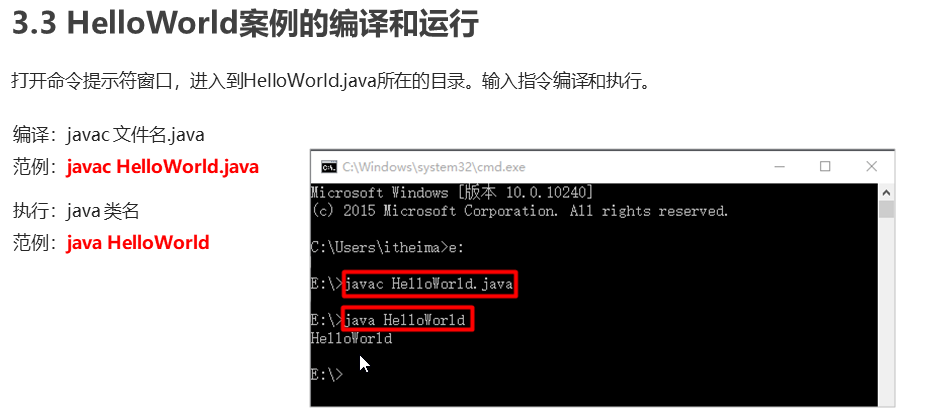 3.3 HelloWorld案例的编译和运行
打开命令提示符窗口，进入到HelloWorld.java所在的目录。输入指令编译和执行。
编译：javac 文件名.java
范例：javac HelloWorld.java
执行：java 类名
范例：java HelloWorld
C:\Windows\system32\cmd.exe
Microsoft Windows [版本 10.0.10240]
(c) 2015 Microsoft Corporation. All rights reserved.
C:\Users\itheima>e:
E:\>javac HelloWorld.java
E:\>java HelloWorld
HelloWorld
E:\>